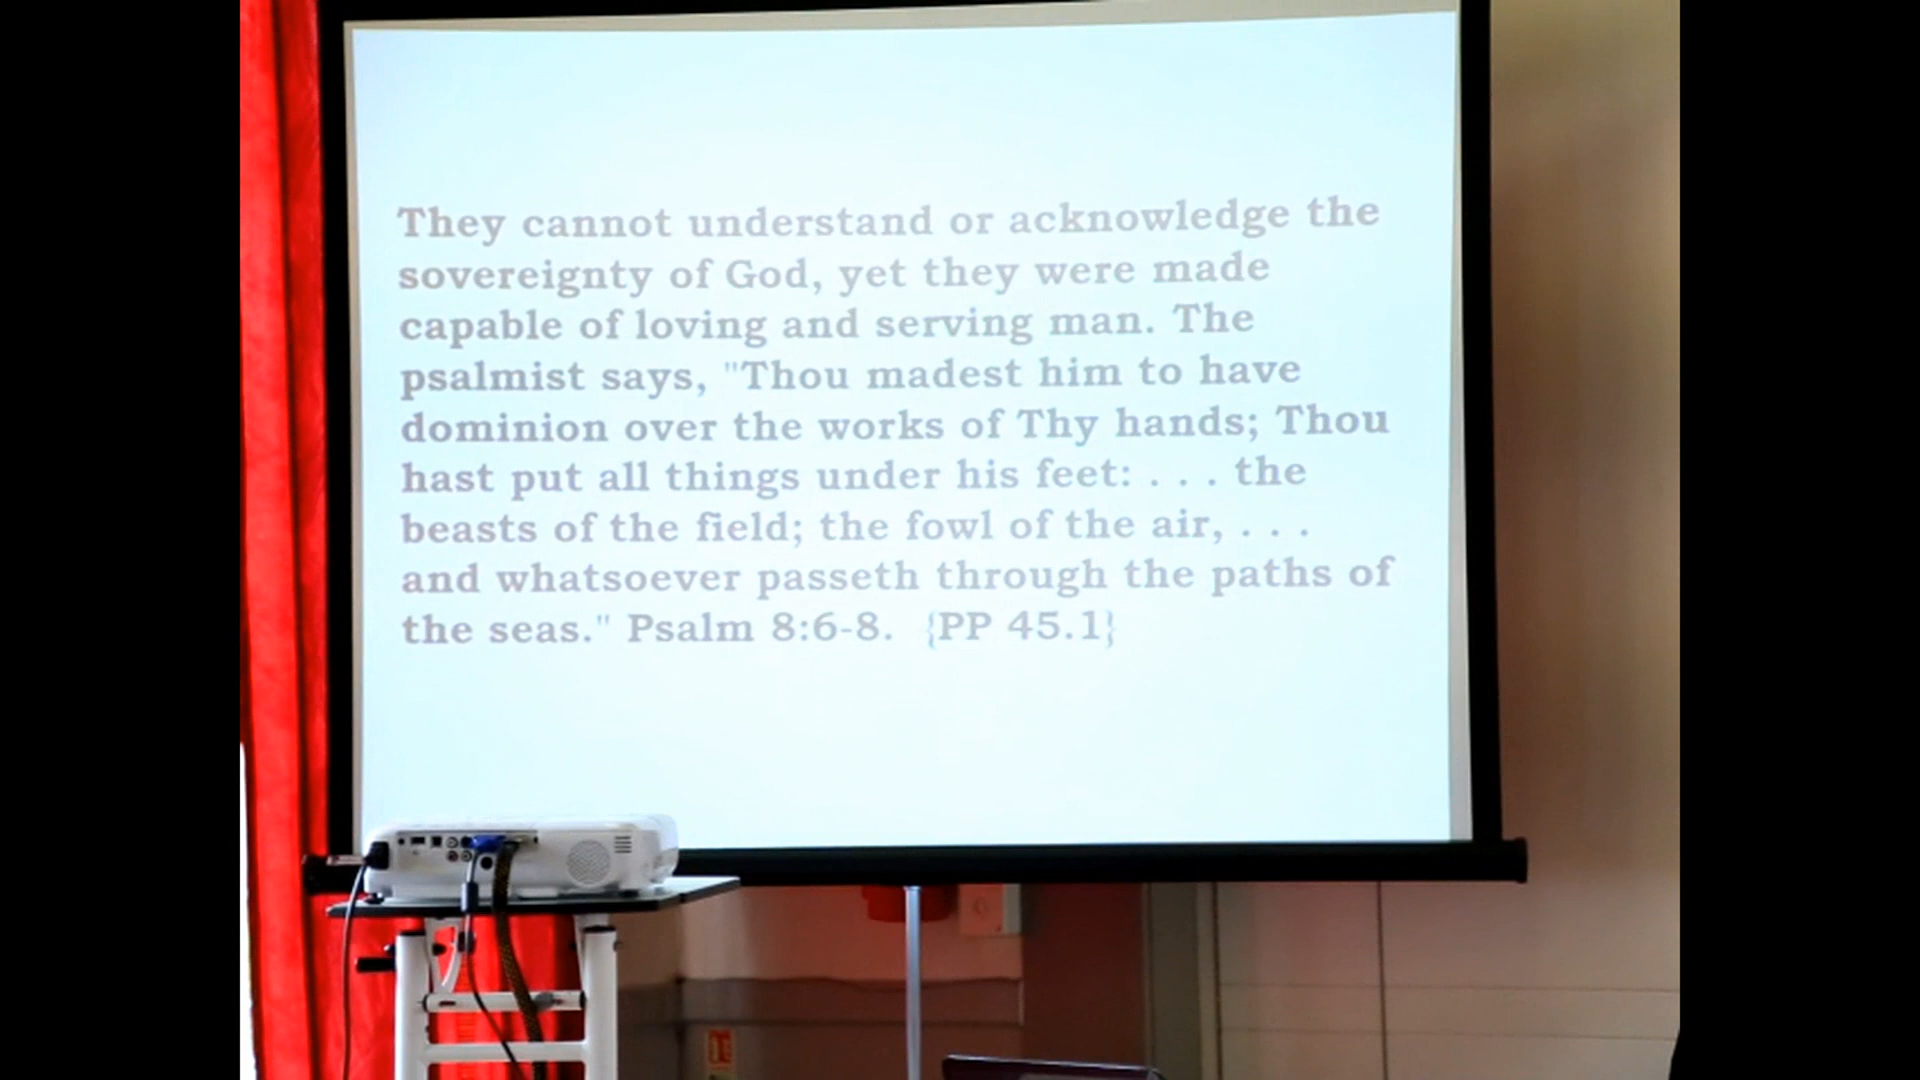 They cannot understand or acknowledge the
sovereignty of God, yet they were made
capable of loving and serving man. The
psalmist says, "Thou madest him to have
dominion over the works of Thy hands; Thou
hast put all things under his feet: . . . the
beasts of the field; the fowl of the air, . . .
and whatsoever passeth through the paths of
the seas." Psalm 8:6-8.  {PP 45.1}